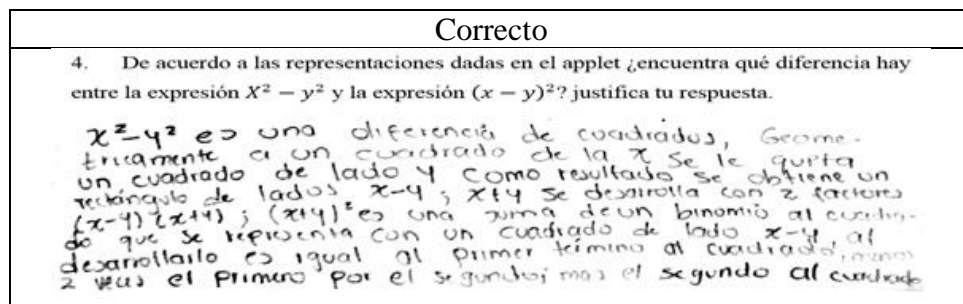 Correcto
4. De acuerdo a las representaciones dadas en el applet ¿encuentra qué diferencia hay
entre la expresión X² − y² y la expresión (x − y)²? justifica tu respuesta.
x²-y² es una diferencia de cuadrados, Geome-
tricamente a un cuadrado de la x se le quita
un cuadrado de lado y como resultado se obtiene un
rectángulo de lados x-y ; x+y se desarrolla con 2 factores
(x-y) (x+y) ; (x+y)² es una suma de un binomio al cuadra-
do que se representa con un cuadrado de lado x-y, al
desarrollarlo es igual al primer término al cuadrado, menos
2 veces el primero por el segundo; mas el segundo al cuadrado